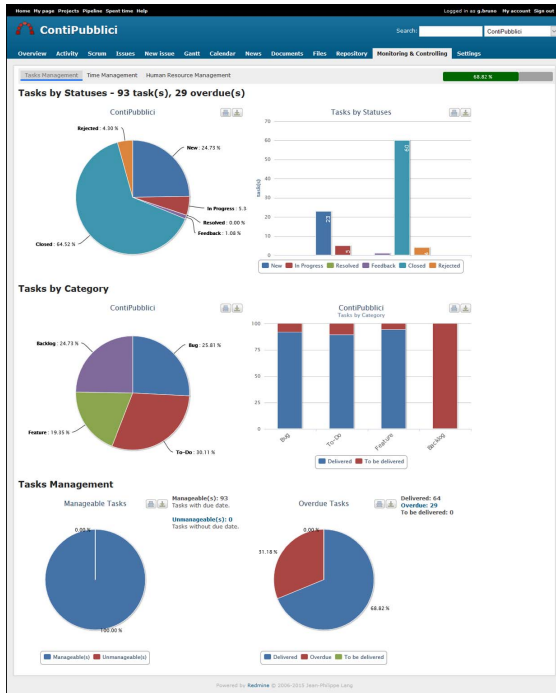 Home My page Projects Pipeline Spent time Help
Logged in as g.bruno My account Sign out
ContiPubblici
Search:
ContiPubblici
Overview Activity Scrum Issues New issue Gantt Calendar News Documents Files Repository Monitoring & Controlling Settings
Tasks Management Time Management Human Resource Management
68.82 %
Tasks by Statuses - 93 task(s), 29 overdue(s)
ContiPubblici
Rejected : 4.30 %
New : 24.73 %
In Progress : 5.3
Resolved : 0.00 %
Feedback : 1.08 %
Closed : 64.52 %
Tasks by Statuses
task(s)
70
60
50
40
30
20
10
0
23
5
60
4
New In Progress Resolved Feedback Closed Rejected
Tasks by Category
ContiPubblici
Backlog : 24.73 %
Bug : 25.81 %
Feature : 19.35 %
To-Do : 30.11 %
ContiPubblici
Tasks by Category
100
75
50
25
0
Bug
To-Do
Feature
Backlog
Delivered To be delivered
Tasks Management
Manageable Tasks
Manageable(s): 93
Tasks with due date.
Unmanageable(s): 0
Tasks without due date.
0.00 %
100.00 %
Manageable(s) Unmanageable(s)
Overdue Tasks
Delivered: 64
Overdue: 29
To be delivered: 0
0.00 %
31.18 %
68.82 %
Delivered Overdue To be delivered
Powered by Redmine © 2006-2010 Jean-Philippe Lang